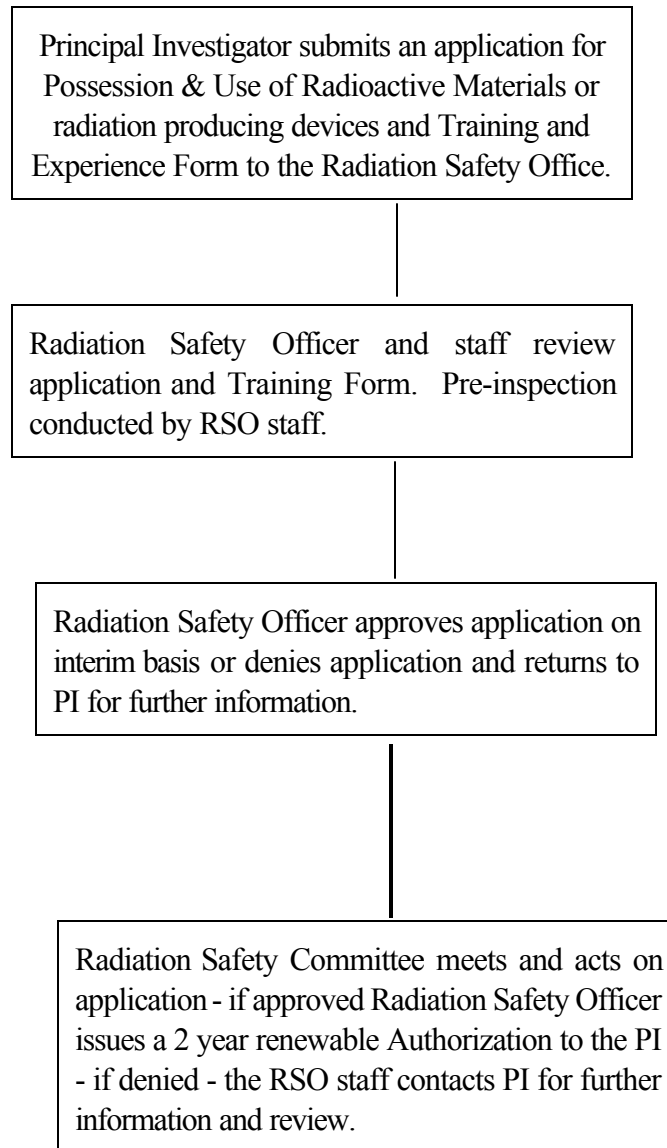 Principal Investigator submits an application for
Possession & Use of Radioactive Materials or
radiation producing devices and Training and
Experience Form to the Radiation Safety Office.
Radiation Safety Officer and staff review
application and Training Form. Pre-inspection
conducted by RSO staff.
Radiation Safety Officer approves application on
interim basis or denies application and returns to
PI for further information.
Radiation Safety Committee meets and acts on
application - if approved Radiation Safety Officer
issues a 2 year renewable Authorization to the PI
- if denied - the RSO staff contacts PI for further
information and review.